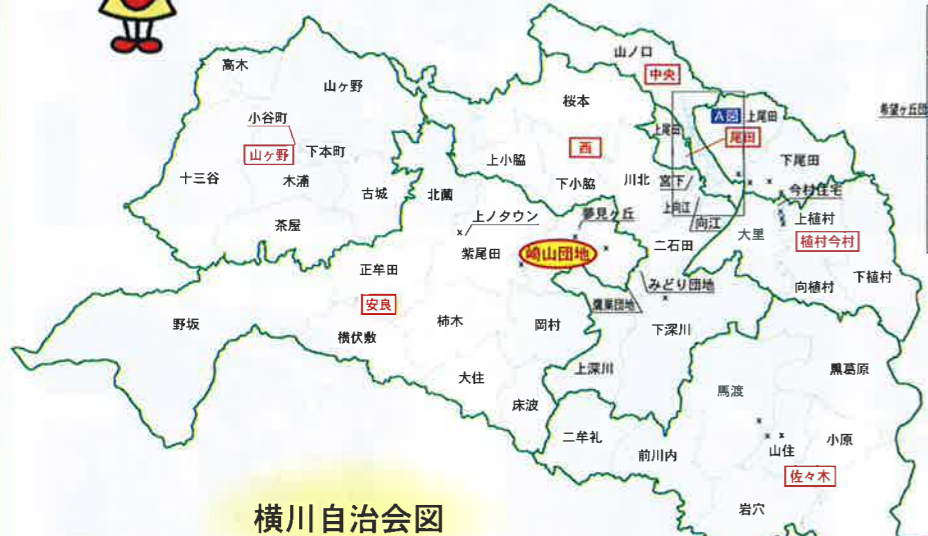 山ノ口
中央
高木
山ヶ野
桜本
希望ヶ丘団
小谷町
A図
上尾田
上尾田
尾田
山ヶ野
下本町
西
上小脇
下尾田
十三谷
木浦
下小脇
川北
宮下
今村住宅
古城
北薗
上向江
上植村
上ノタウン
夢見ヶ丘
向江
茶屋
大里
植村今村
紫尾田
崎山団地
二石田
正牟田
下植村
みどり団地
向植村
安良
鷹巣団地
野坂
柿木
岡村
下深川
横伏敷
上深川
黒葛原
大住
馬渡
床波
二牟礼
小原
山住
前川内
佐々木
岩穴
横川自治会図